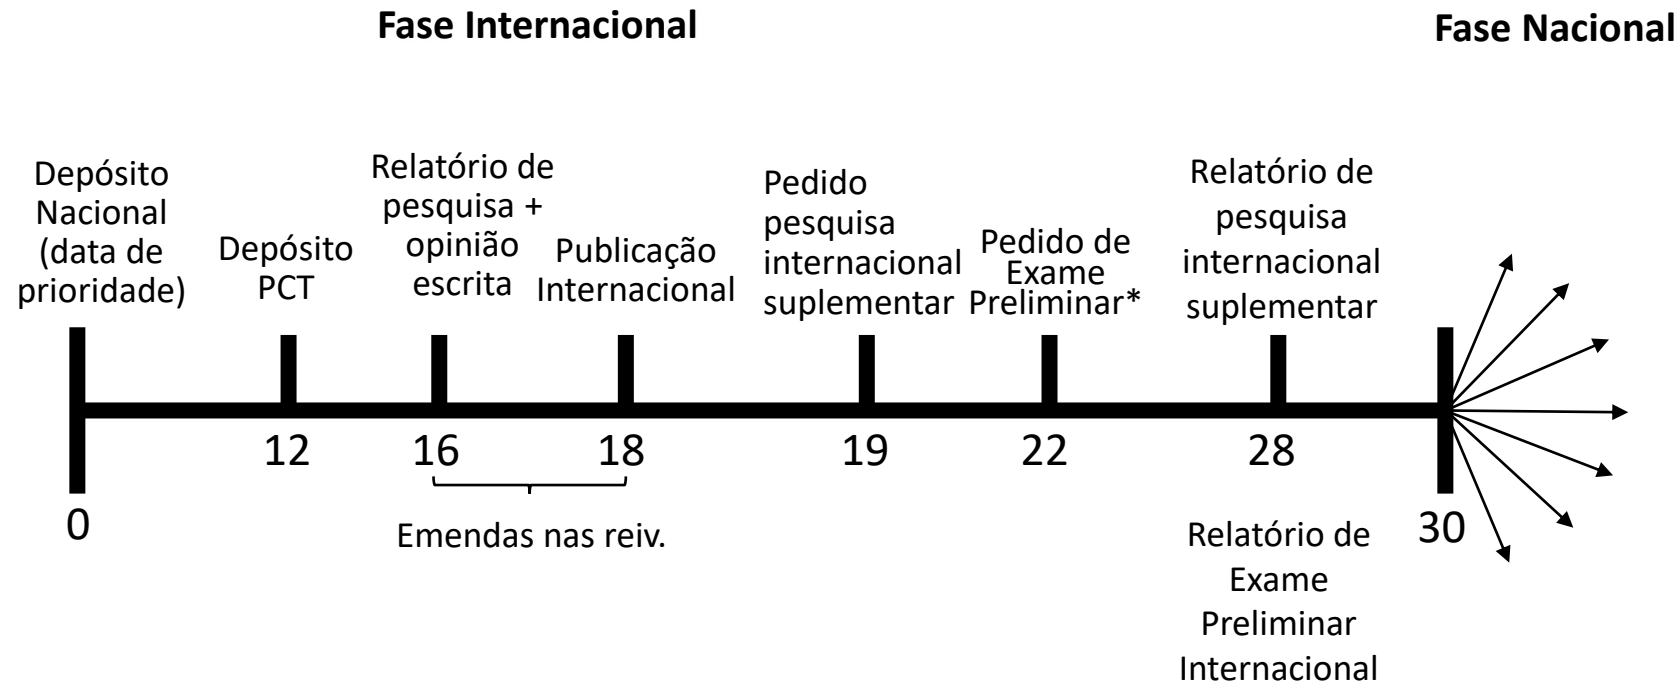 Fase Internacional
Fase Nacional
Depósito
Nacional
(data de
prioridade)
Depósito
PCT
Relatório de
pesquisa +
opinião
escrita
Publicação
Internacional
Pedido
pesquisa
internacional
suplementar
Pedido de
Exame
Preliminar*
Relatório de
pesquisa
internacional
suplementar
0
12
16
18
19
22
28
30
Emendas nas reiv.
Relatório de
Exame
Preliminar
Internacional